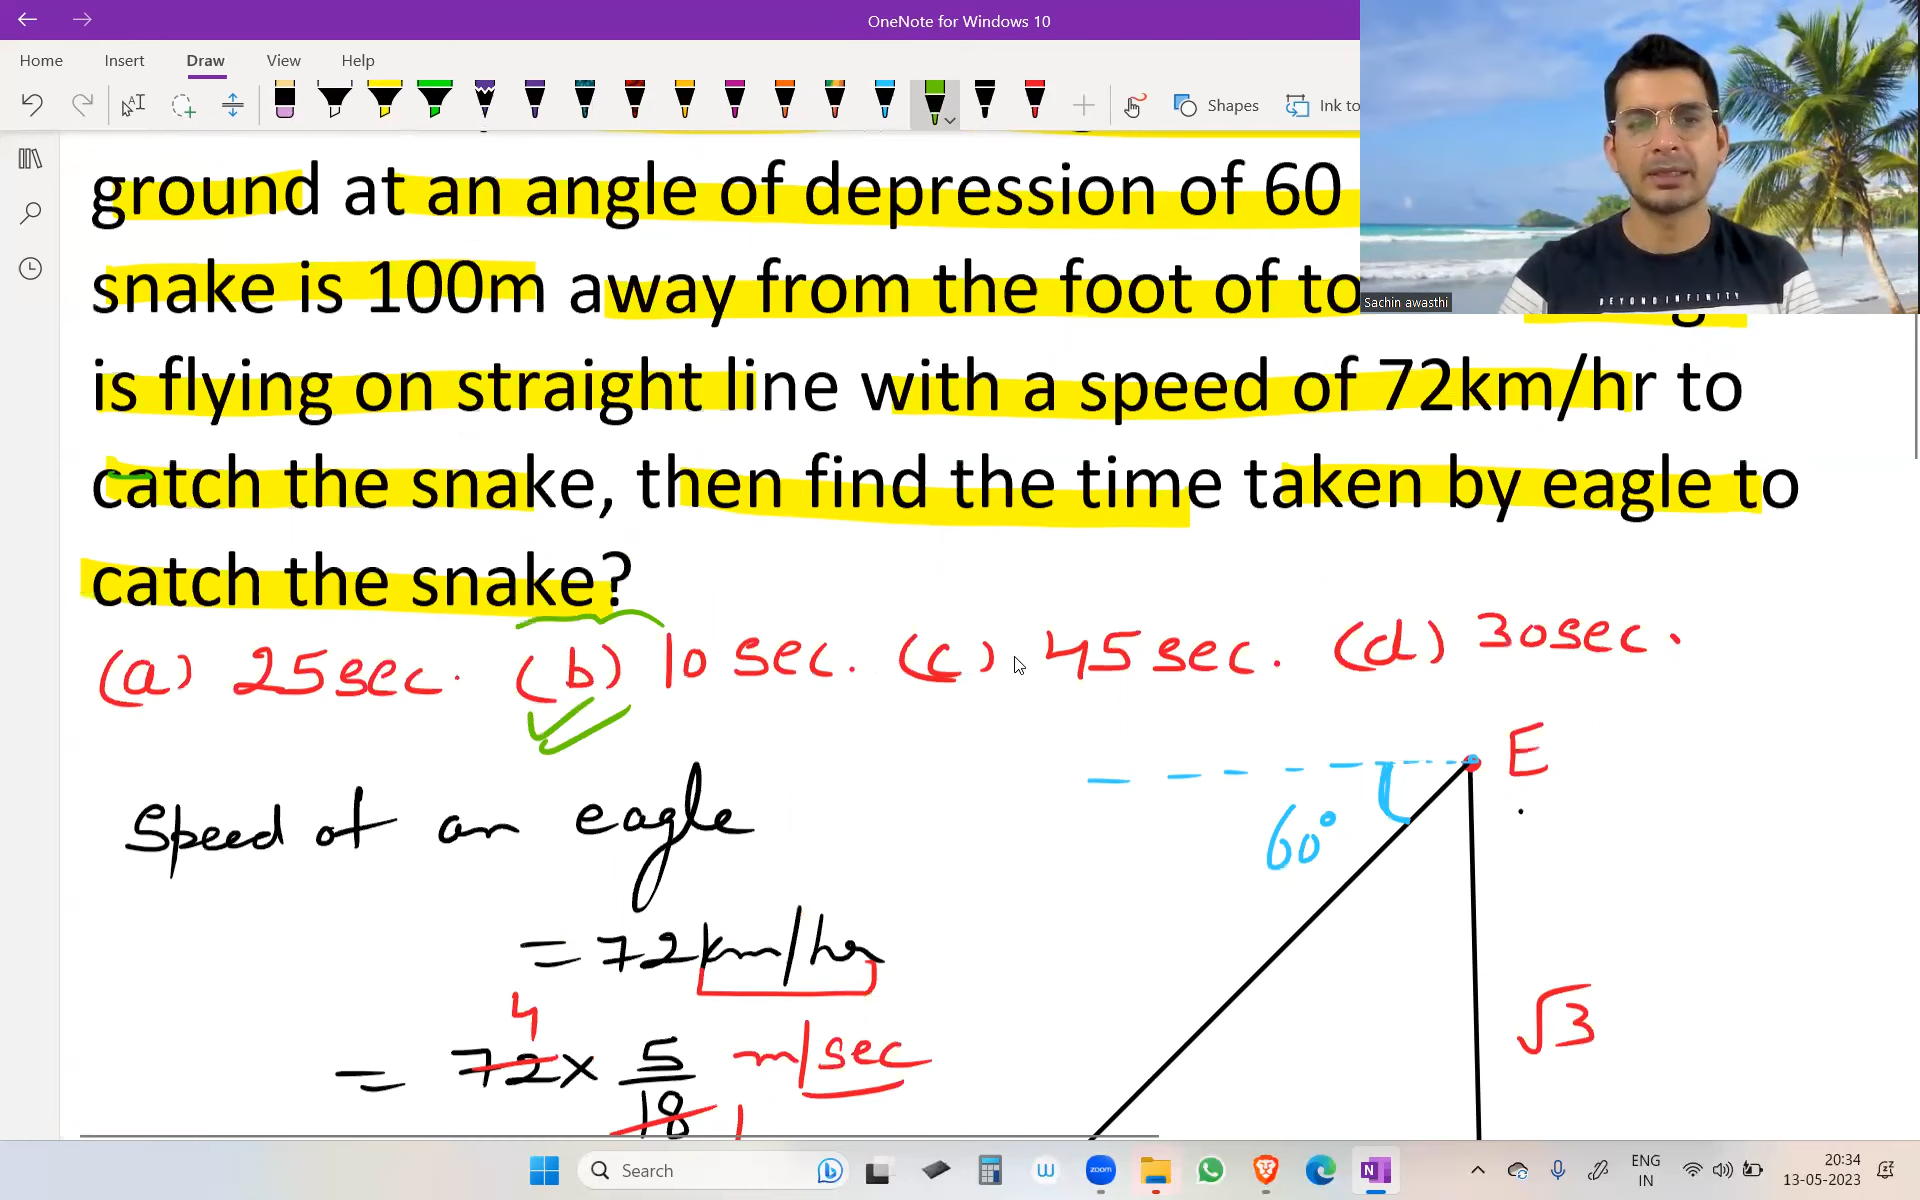 OneNote for Windows 10
Home Insert Draw View Help
Shapes Ink to
ground at an angle of depression of 60
snake is 100m away from the foot of to
is flying on straight line with a speed of 72km/hr to
catch the snake, then find the time taken by eagle to
catch the snake?
(a) 25sec. (b) 10 sec. (c) 45sec. (d) 30sec.
BEYOND INFINITY
Sachin awasthi
E
60°
Speed of an eagle
= 72km/hr
4
= 72 × 5/18 m/sec
1
√3
Search
W
zoom
N
ENG
IN
20:34
13-05-2023